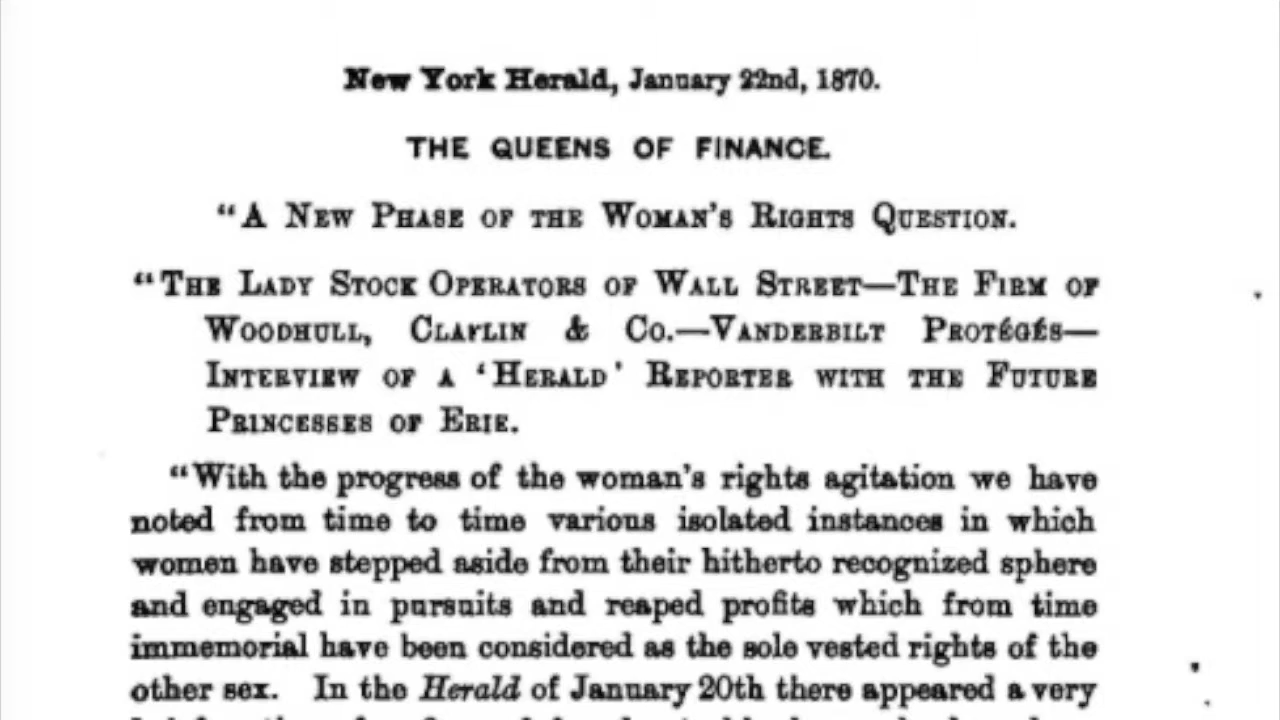 New York Herald, January 22nd, 1870.
THE QUEENS OF FINANCE.
"A NEW PHASE OF THE WOMAN'S RIGHTS QUESTION.
"THE LADY STOCK OPERATORS OF WALL STREET—THE FIRM OF
WOODHULL, CLAFLIN & CO.—VANDERBILT PROTÉGÉS—
INTERVIEW OF A 'HERALD' REPORTER WITH THE FUTURE
PRINCESSES OF ERIE.
"With the progress of the woman's rights agitation we have
noted from time to time various isolated instances in which
women have stepped aside from their hitherto recognized sphere
and engaged in pursuits and reaped profits which from time
immemorial have been considered as the sole vested rights of the
other sex. In the Herald of January 20th there appeared a very